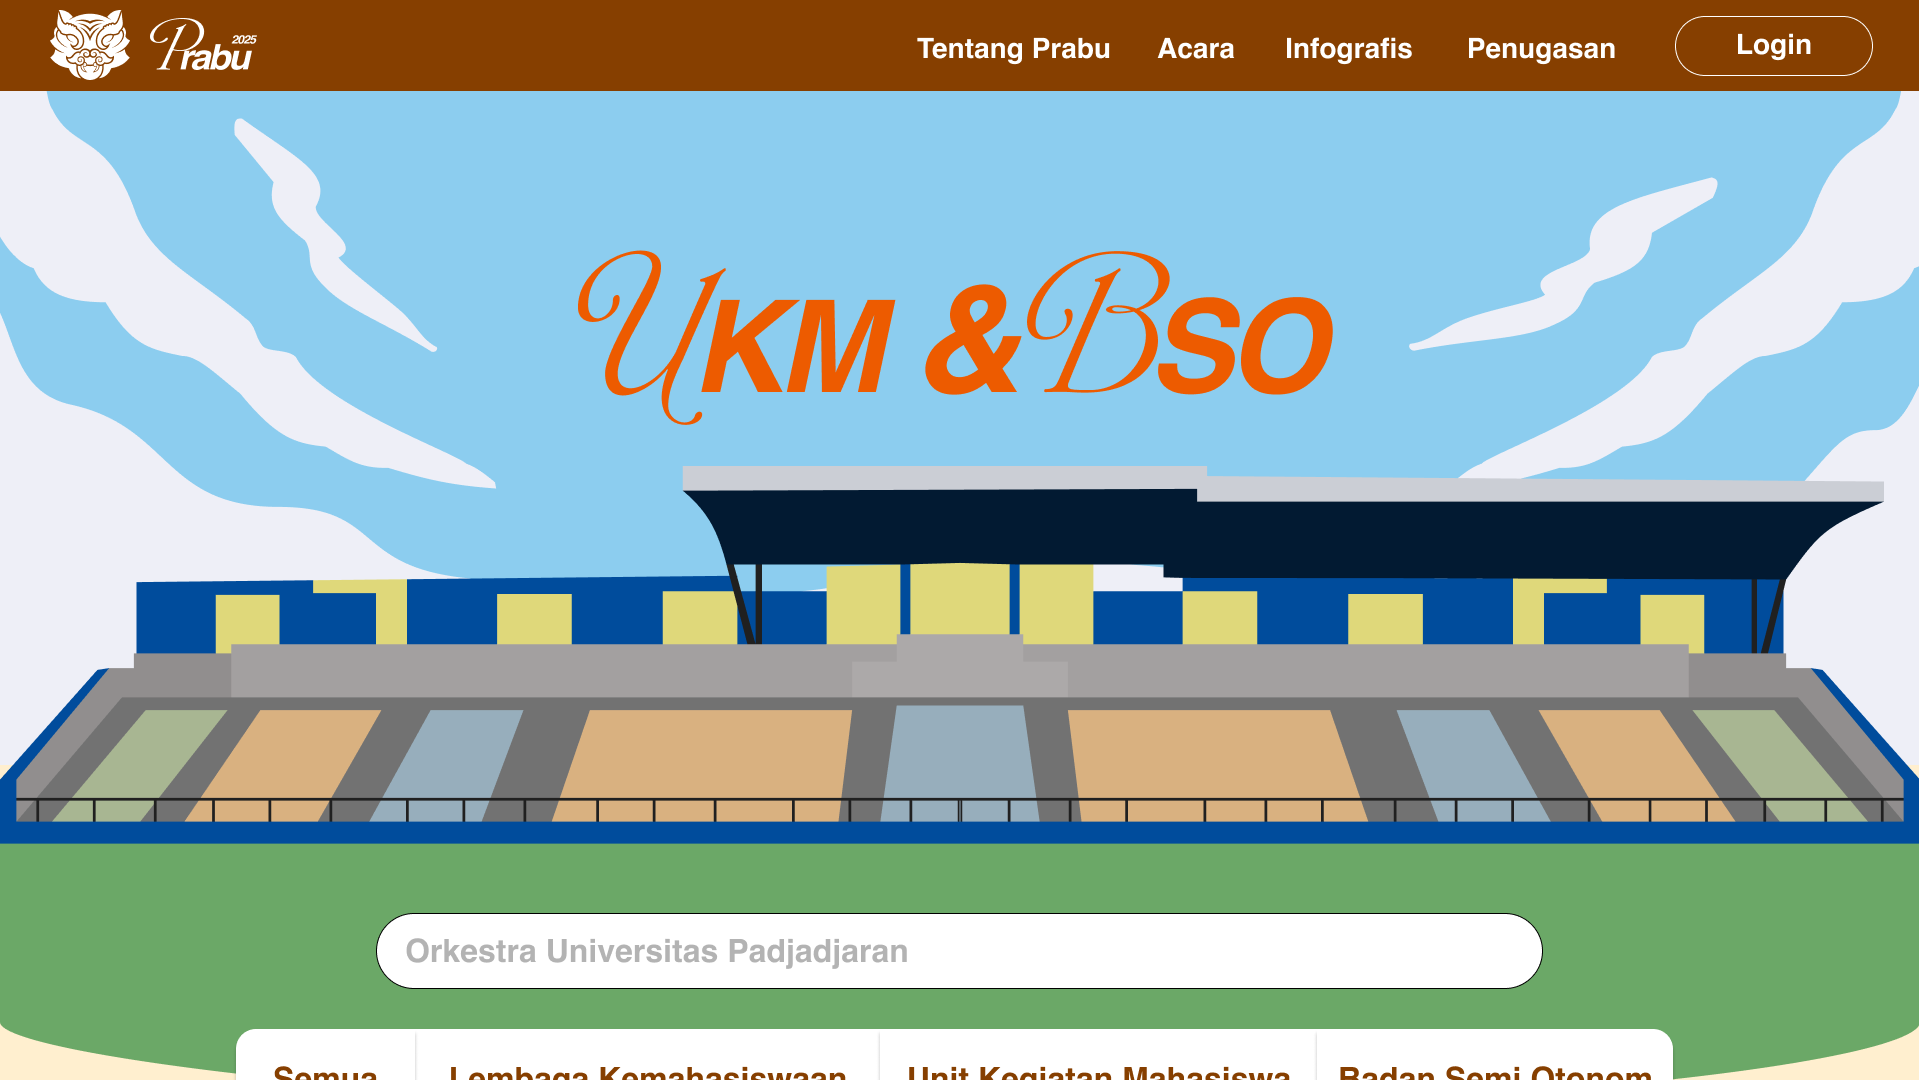 Prabu 2025
Tentang Prabu
Acara
Infografis
Penugasan
Login
UKM & BSO
Orkestra Universitas Padjadjaran
Semua
Lembaga Kemahasiswaan
Unit Kegiatan Mahasiswa
Badan Semi Otonom